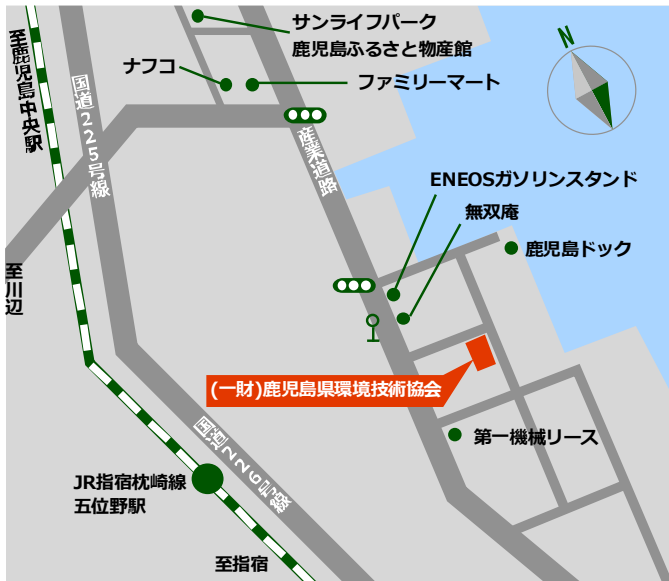 サンライフパーク
鹿児島ふるさと物産館
ナフコ
ファミリーマート
至鹿児島中央駅
国道225号線
産業道路
N
ENEOSガソリンスタンド
無双庵
鹿児島ドック
至川辺
(一財)鹿児島県環境技術協会
第一機械リース
国道226号線
JR指宿枕崎線
五位野駅
至指宿